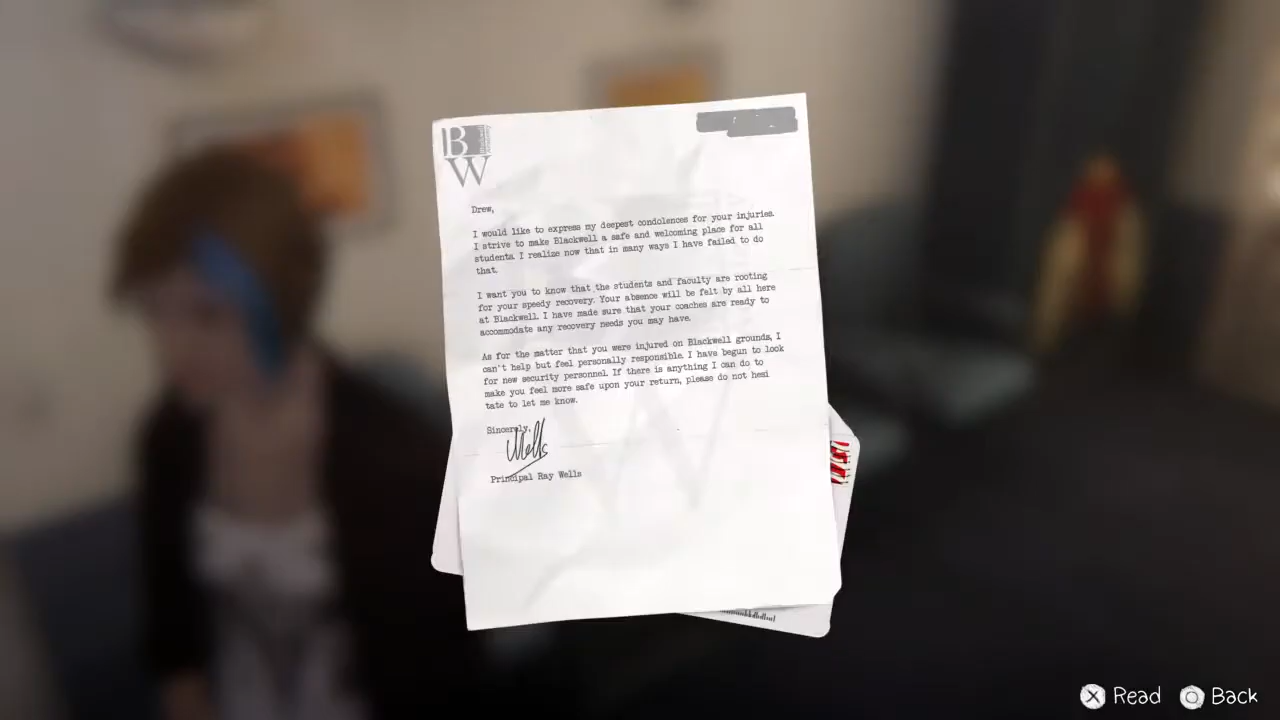 B
W
Blackwell
Drew,
I would like to express my deepest condolences for your injuries.
I strive to make Blackwell a safe and welcoming place for all
students. I realize now that in many ways I have failed to do
that.
I want you to know that the students and faculty are rooting
for your speedy recovery. Your absence will be felt by all here
at Blackwell. I have made sure that your coaches are ready to
accommodate any recovery needs you may have.
As for the matter that you were injured on Blackwell grounds, I
can't help but feel personally responsible. I have begun to look
for new security personnel. If there is anything I can do to
make you feel more safe upon your return, please do not hesi
tate to let me know.
Sincerely,
Wells
Principal Ray Wells
X Read
Back